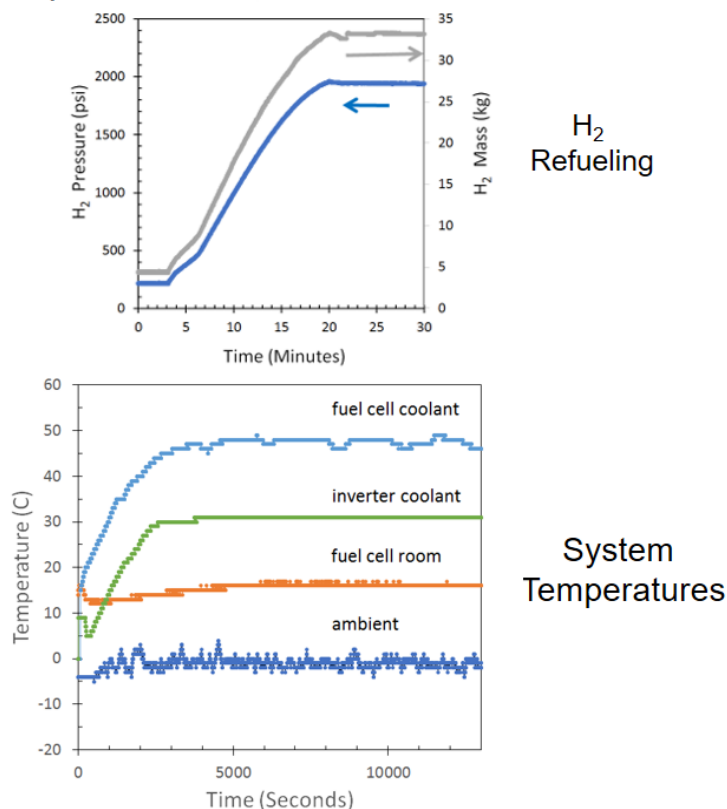 2500
2000
1500
1000
500
0
H2 Pressure (psi)
35
30
25
20
15
10
5
0
H2 Mass (kg)
0 5 10 15 20 25 30
Time (Minutes)
H2
Refueling
60
50
40
30
20
10
0
-10
-20
Temperature (C)
fuel cell coolant
inverter coolant
fuel cell room
ambient
0 5000 10000
Time (Seconds)
System
Temperatures